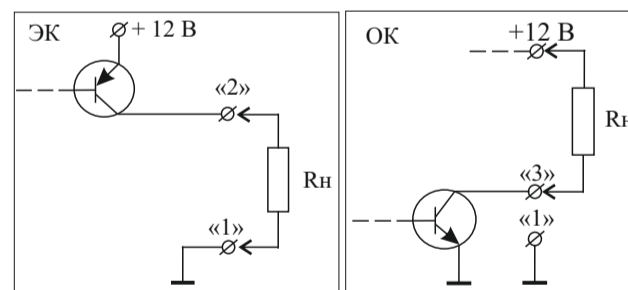 ЭК
+ 12 В
«2»
Rн
«1»
ОК
+12 В
Rн
«3»
«1»